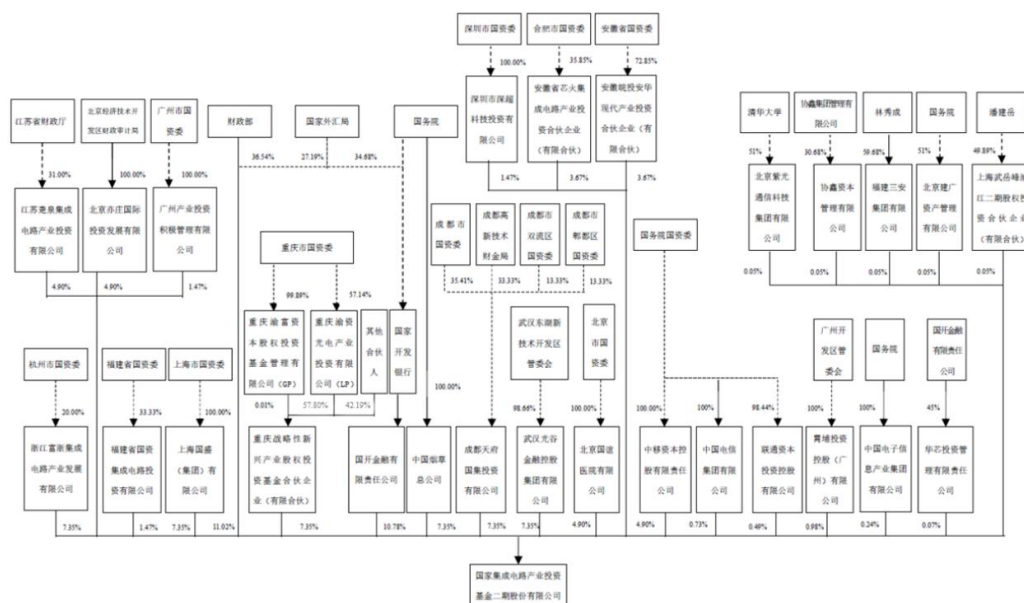 深圳市国资委
合肥市国资委
安徽省国资委
100.00%
35.85%
72.85%
深圳市深超
科技投资有
限公司
安徽省芯火集
成电路产业投
资合伙企业
(有限合伙)
安徽皖投安华
现代产业投资
合伙企业(有
限合伙)
1.47%
3.67%
3.67%
江苏省财政厅
北京经济技术开
发区财政审计局
广州市国
资委
财政部
国家外汇局
国务院
清华大学
协鑫集团管理有
限公司
林秀成
国务院
潘建岳
31.00%
100.00%
100.00%
36.54%
27.19%
34.68%
51%
30.68%
59.68%
51%
49.89%
江苏疌泉集成
电路产业投资
有限公司
北京亦庄国际
投资发展有限
公司
广州产业投资
基金管理有限
公司
北京紫光
通信科技
集团有限
公司
协鑫资本
管理有限
公司
福建三安
集团有限
公司
北京建广
资产管理
有限公司
二期股权投
资合伙企业
(有限合伙)
4.90%
4.90%
1.47%
0.05%
0.05%
0.05%
0.05%
0.05%
重庆市国资委
成都市
国资委
成都高
新技术
财金局
成都市
双流区
国资委
成都市
郫都区
国资委
国务院国资委
35.41%
33.33%
13.33%
13.33%
99.89%
57.14%
重庆渝富资
本股权投资
基金管理有
限公司(GP)
重庆渝资
光电产业
投资有限
公司(LP)
其他
合伙
人
国家
开发
银行
武汉东湖新
技术开发区
管委会
北京
市国
资委
广州开
发区管
委会
国务院
国开金融
有限责任
公司
杭州市国资委
福建省国资委
上海市国资委
20.00%
33.33%
100.00%
0.01%
57.80%
42.19%
100.00%
98.66%
100.00%
100.00%
100%
98.44%
100%
100%
45%
浙江富浙集
成电路产业
发展有限公
司
福建省国资
集成电路投
资有限公司
上海国盛
(集团)有
限公司
重庆战略性新
兴产业股权投
资基金合伙企
业(有限合伙)
国开金融有
限责任公司
中国烟草
总公司
成都天府
国集投资
有限公司
武汉光谷
金融控股
集团有限
公司
北京国谊
医院有限
公司
中移资本控
股有限责任
公司
中国电信
集团有限
公司
联通资本
投资控股
有限公司
黄埔投资
控股(广
州)有限
公司
中国电子信
息产业集团
有限公司
华芯投资管
理有限责任
公司
7.35%
1.47%
7.35%
11.02%
7.35%
10.78%
7.35%
7.35%
7.35%
4.90%
4.90%
0.73%
0.49%
0.98%
0.24%
0.07%
国家集成电路产业投资
基金二期股份有限公司